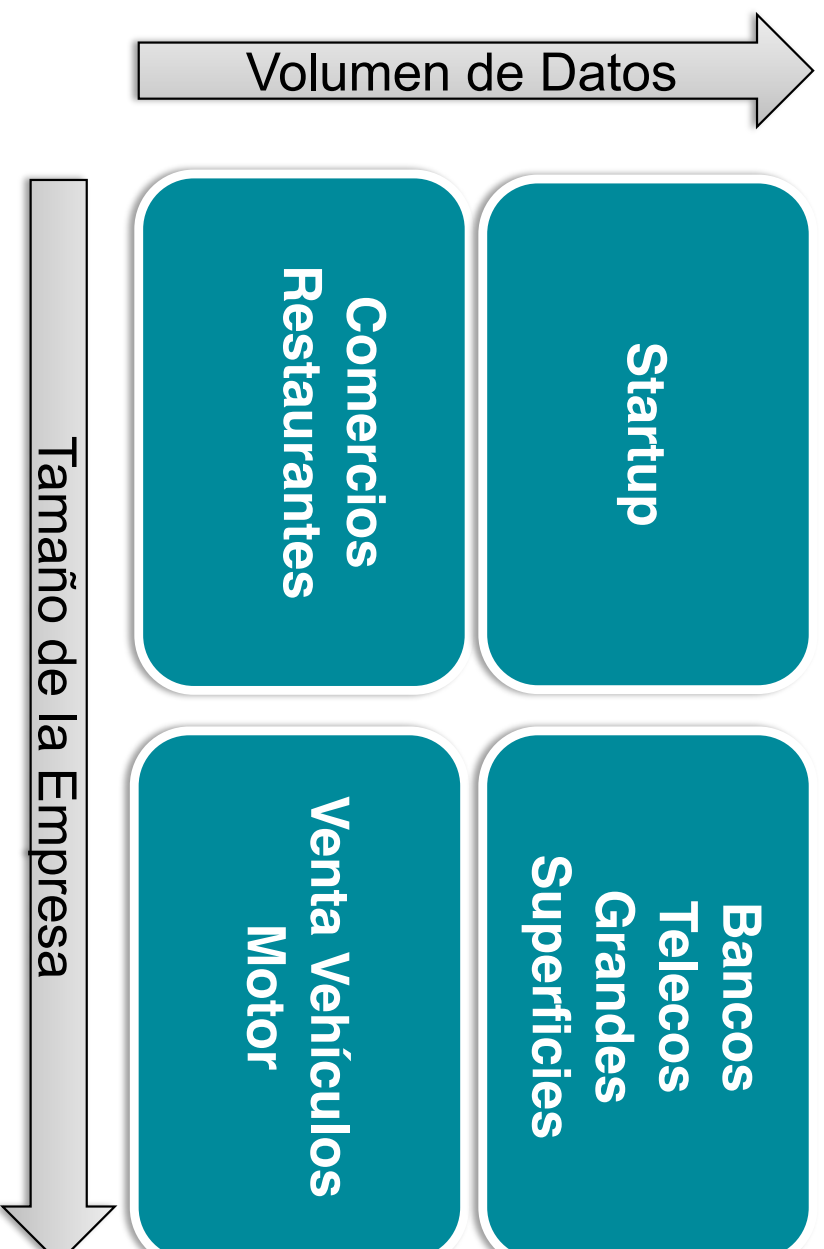 Volumen de Datos
Tamaño de la Empresa
Comercios
Restaurantes
Startup
Venta Vehículos
Motor
Bancos
Telecos
Grandes
Superficies